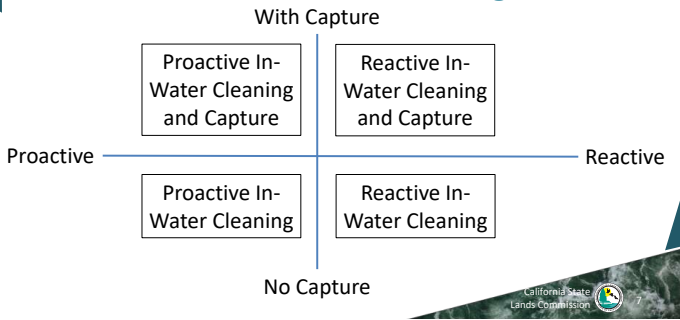 With Capture
Proactive In-
Water Cleaning
and Capture
Reactive In-
Water Cleaning
and Capture
Proactive
Reactive
Proactive In-
Water Cleaning
Reactive In-
Water Cleaning
No Capture
California State
Lands Commission
7